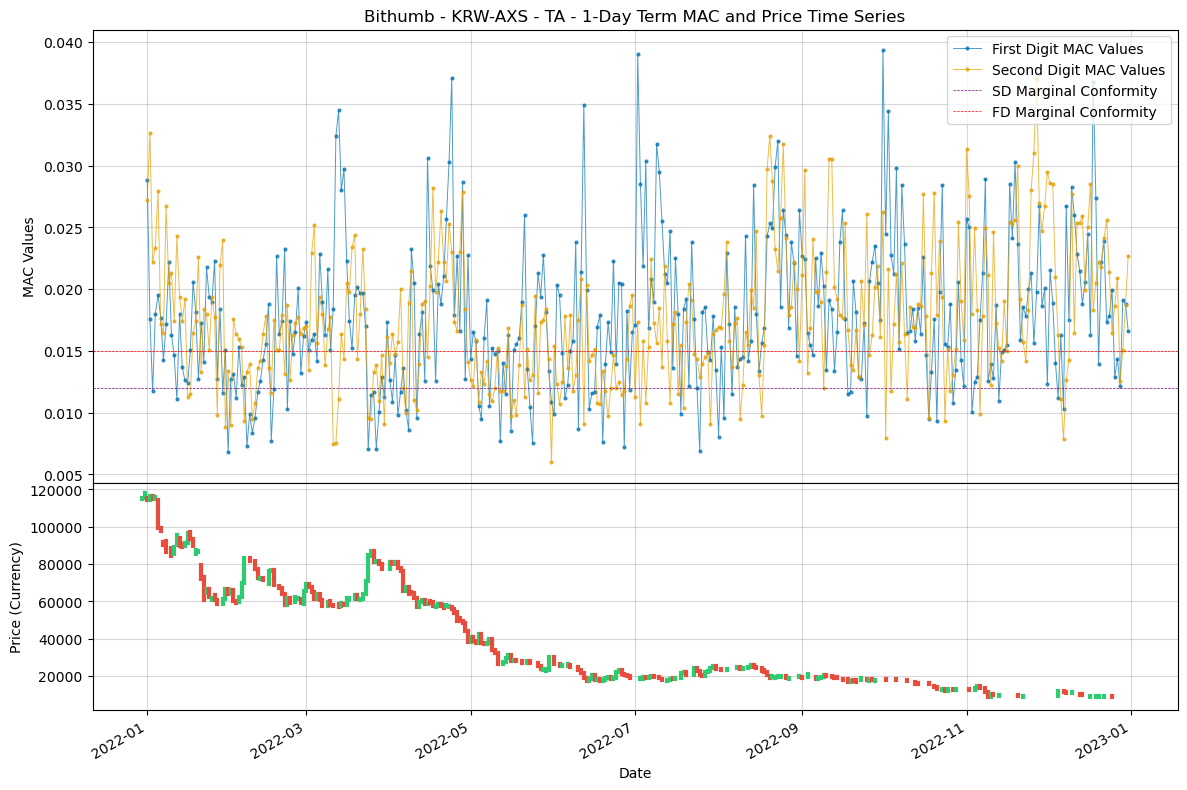 Bithumb - KRW-AXS - TA - 1-Day Term MAC and Price Time Series
First Digit MAC Values
Second Digit MAC Values
SD Marginal Conformity
FD Marginal Conformity
MAC Values
0.040
0.035
0.030
0.025
0.020
0.015
0.010
0.005
Price (Currency)
120000
100000
80000
60000
40000
20000
2022-01
2022-03
2022-05
2022-07
2022-09
2022-11
2023-01
Date